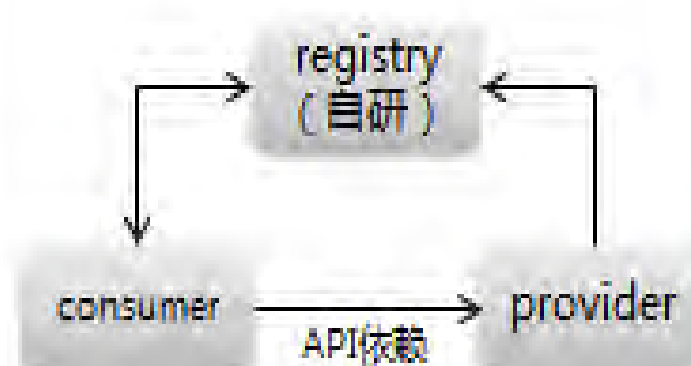 registry
（自研）
consumer
provider
API依赖